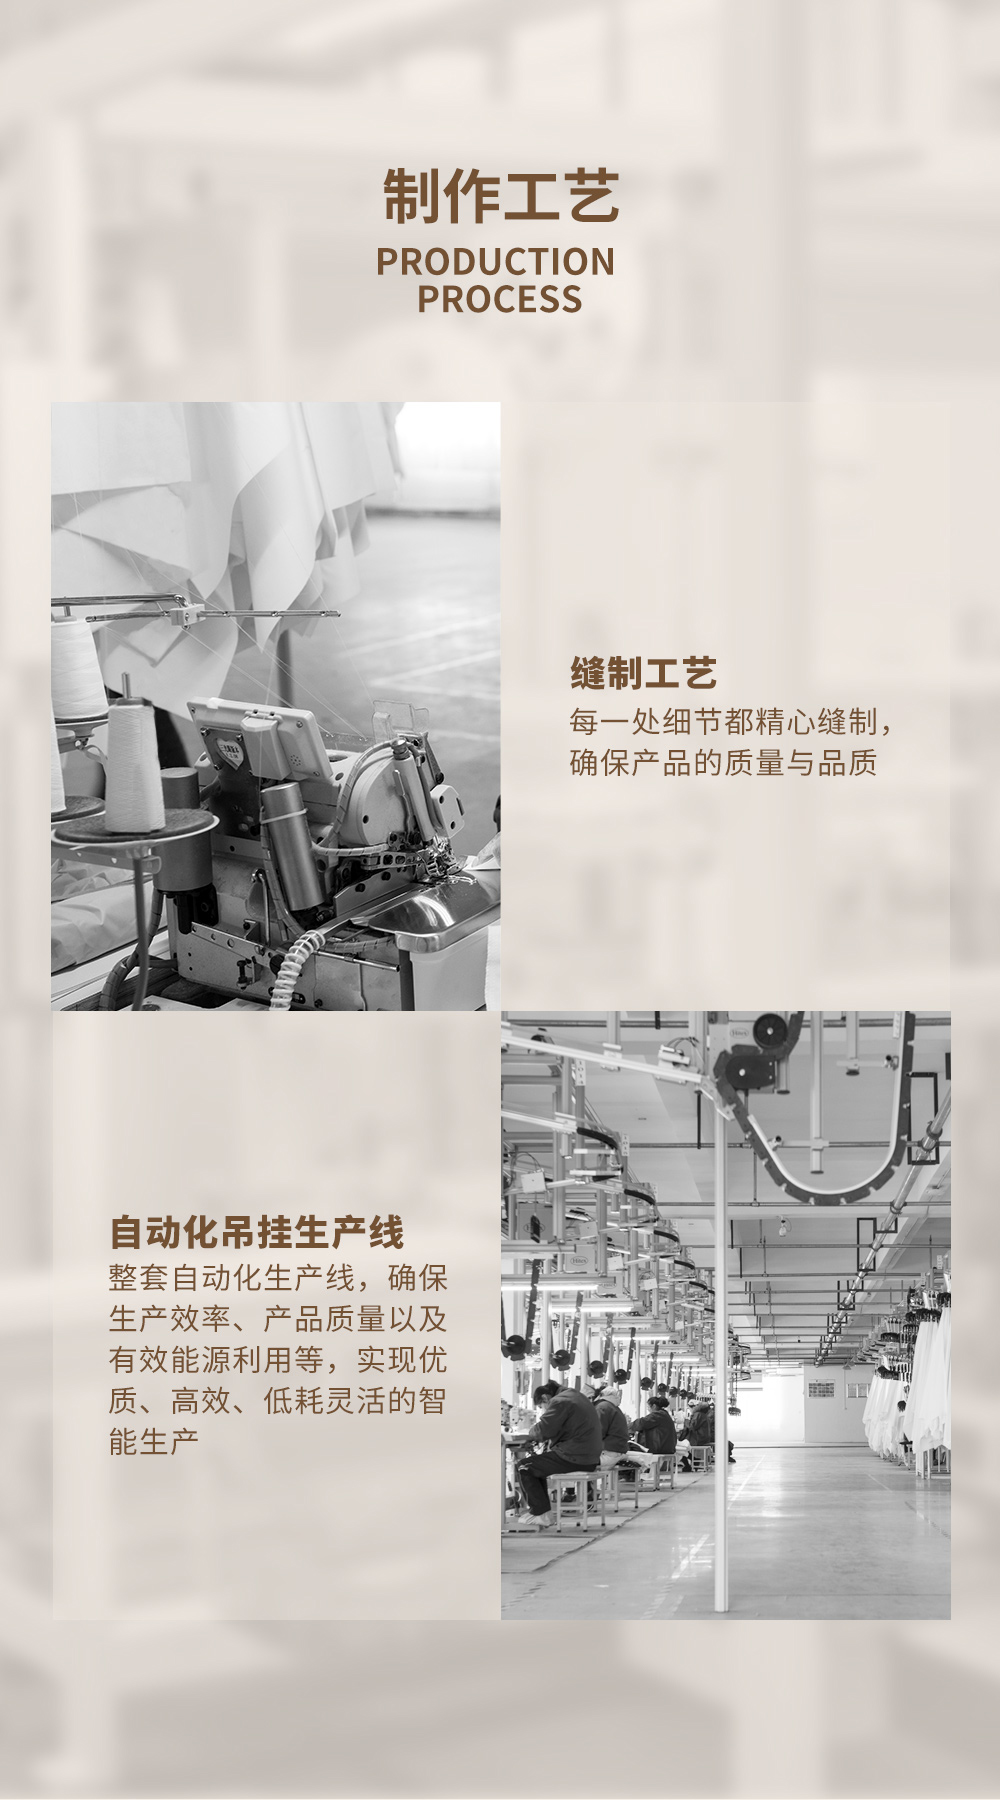 制作工艺
PRODUCTION
PROCESS
缝制工艺
每一处细节都精心缝制，
确保产品的质量与品质
自动化吊挂生产线
整套自动化生产线，确保
生产效率、产品质量以及
有效能源利用等，实现优
质、高效、低耗灵活的智
能生产